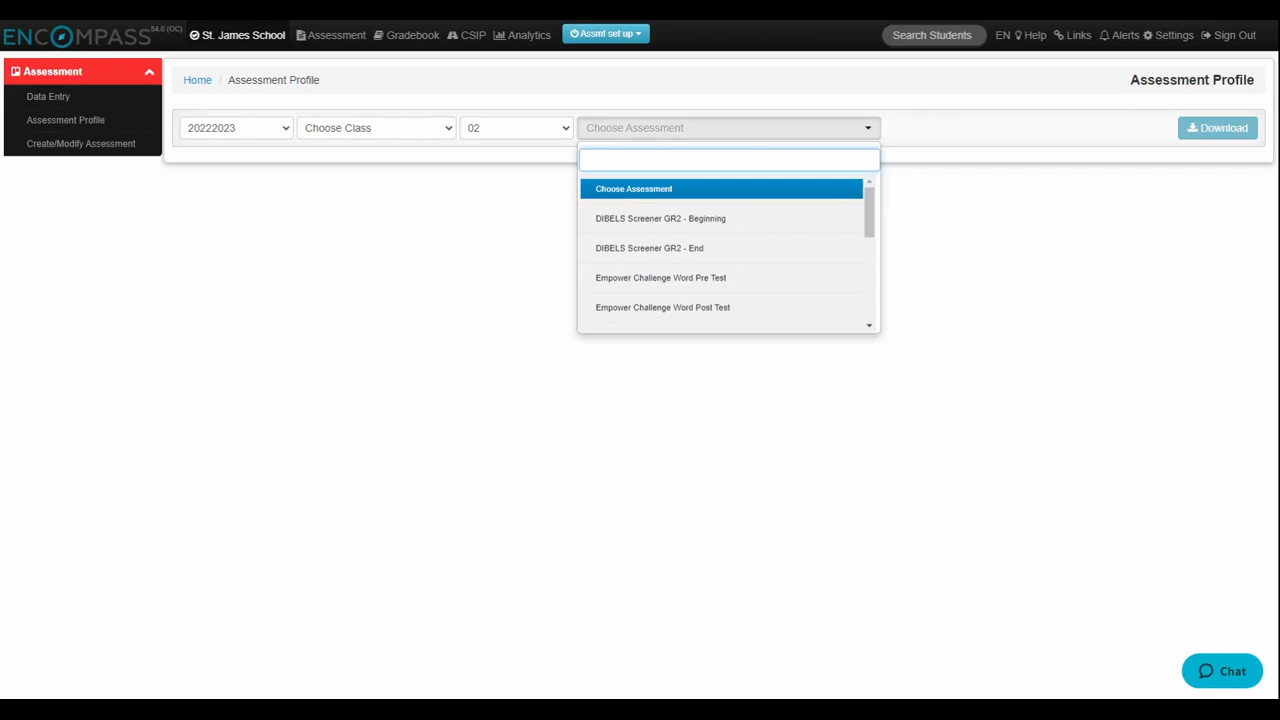 ENCOMPASS 54.0 (OC) St. James School Assessment Gradebook CSIP Analytics Assmt set up Search Students EN Help Links Alerts Settings Sign Out
Assessment
Data Entry
Assessment Profile
Create/Modify Assessment
Home / Assessment Profile
Assessment Profile
20222023 Choose Class 02 Choose Assessment Download
Choose Assessment
DIBELS Screener GR2 - Beginning
DIBELS Screener GR2 - End
Empower Challenge Word Pre Test
Empower Challenge Word Post Test
Chat